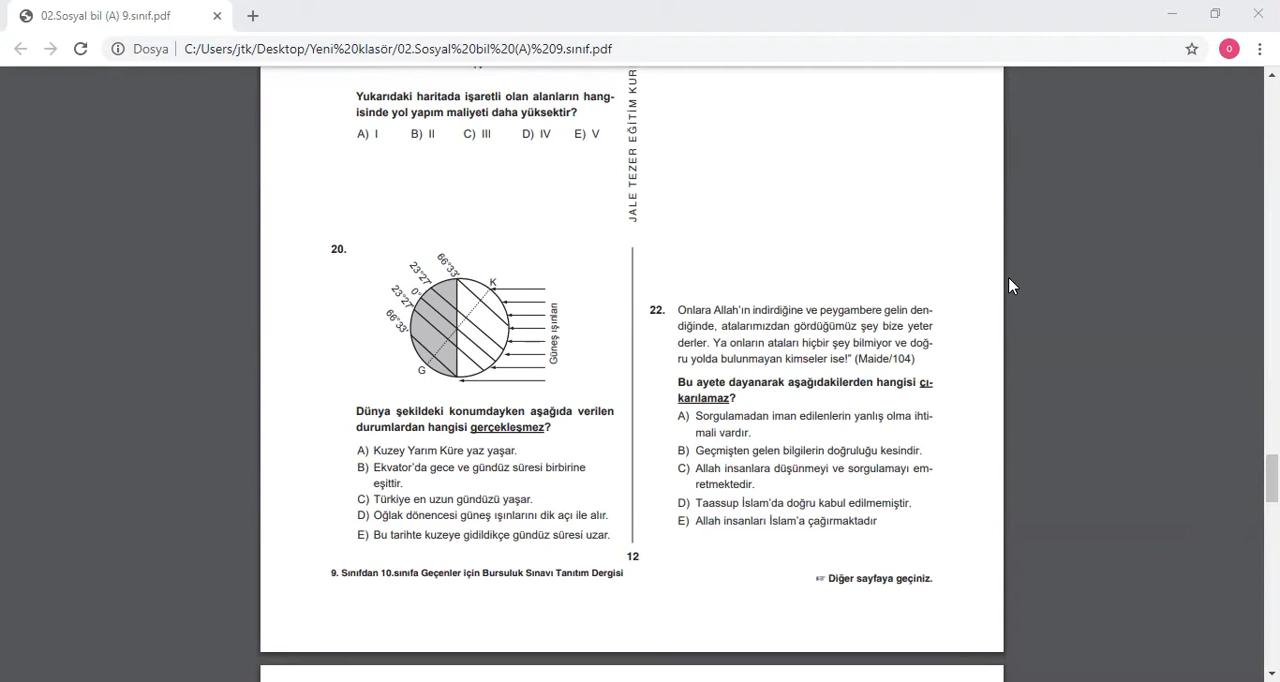 02.Sosyal bil (A) 9.sınıf.pdf
Dosya
C:/Users/jtk/Desktop/Yeni%20klasör/02.Sosyal%20bil%20(A)%209.sınıf.pdf
O
Yukarıdaki haritada işaretli olan alanların hang-
isinde yol yapım maliyeti daha yüksektir?
A) I B) II C) III D) IV E) V
JALE TEZER EĞİTİM KUR
20.
66°33'
23°27'
0°
23°27'
66°33'
K
G
Güneş ışınları
Dünya şekildeki konumdayken aşağıda verilen
durumlardan hangisi gerçekleşmez?
A) Kuzey Yarım Küre yaz yaşar.
B) Ekvator'da gece ve gündüz süresi birbirine
eşittir.
C) Türkiye en uzun gündüzü yaşar.
D) Oğlak dönencesi güneş ışınlarını dik açı ile alır.
E) Bu tarihte kuzeye gidildikçe gündüz süresi uzar.
22. Onlara Allah'ın indirdiğine ve peygambere gelin den-
diğinde, atalarımızdan gördüğümüz şey bize yeter
derler. Ya onların ataları hiçbir şey bilmiyor ve doğ-
ru yolda bulunmayan kimseler ise!" (Maide/104)
Bu ayete dayanarak aşağıdakilerden hangisi çı-
karılamaz?
A) Sorgulamadan iman edilenlerin yanlış olma ihti-
mali vardır.
B) Geçmişten gelen bilgilerin doğruluğu kesindir.
C) Allah insanlara düşünmeyi ve sorgulamayı em-
retmektedir.
D) Taassup İslam'da doğru kabul edilmemiştir.
E) Allah insanları İslam'a çağırmaktadır
12
9. Sınıfdan 10.sınıfa Geçenler için Bursuluk Sınavı Tanıtım Dergisi
☞ Diğer sayfaya geçiniz.